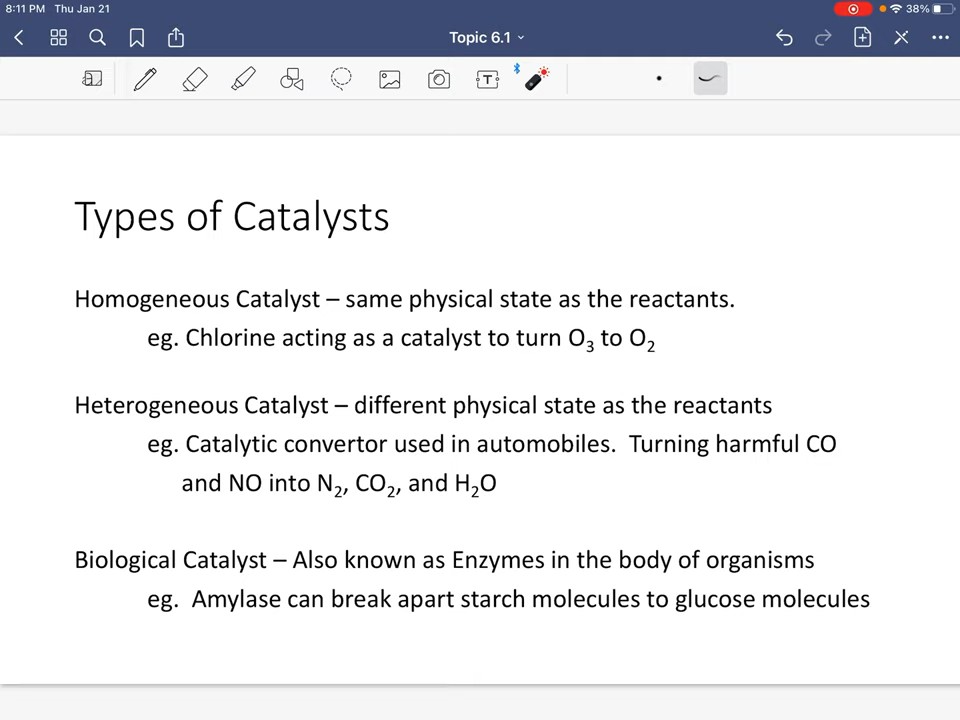 8:11 PM Thu Jan 21
38%
Topic 6.1
T
Types of Catalysts
Homogeneous Catalyst – same physical state as the reactants.
eg. Chlorine acting as a catalyst to turn O₃ to O₂
Heterogeneous Catalyst – different physical state as the reactants
eg. Catalytic convertor used in automobiles. Turning harmful CO
and NO into N₂, CO₂, and H₂O
Biological Catalyst – Also known as Enzymes in the body of organisms
eg. Amylase can break apart starch molecules to glucose molecules